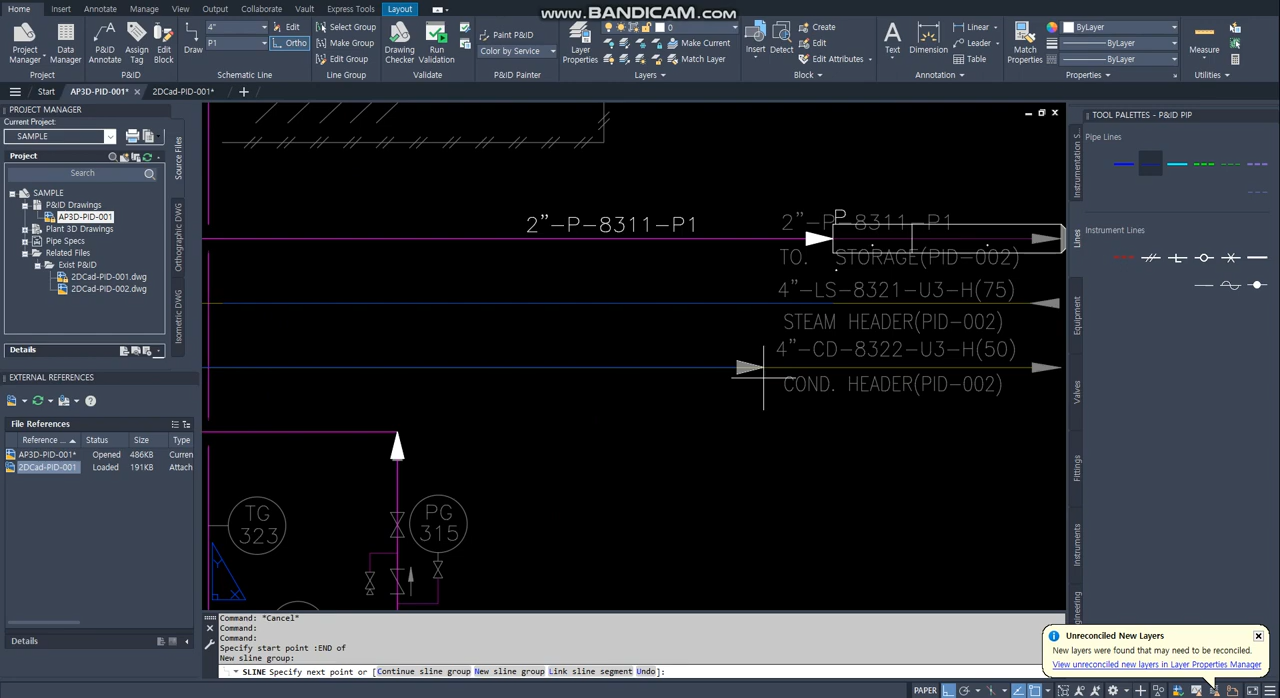 Home Insert Annotate Manage View Output Collaborate Vault Express Tools Layout
www.BANDICAM.com
Project Manager Data Manager P&ID Annotate Assign Tag Edit Block Draw
4" Edit
P1 Ortho
Select Group
Make Group
Edit Group
Drawing Checker Run Validation
Paint P&ID
Color by Service
Layer Properties
0
Make Current
Match Layer
Insert Detect
Create
Edit
Edit Attributes
Text Dimension
Linear
Leader
Table
Match Properties
ByLayer
ByLayer
ByLayer
Measure
Project P&ID Schematic Line Line Group Validate P&ID Painter Layers Block Annotation Properties Utilities
Start AP3D-PID-001* 2DCad-PID-001*
PROJECT MANAGER
Current Project:
SAMPLE
Project
Search
SAMPLE
P&ID Drawings
AP3D-PID-001
Plant 3D Drawings
Pipe Specs
Related Files
Exist P&ID
2DCad-PID-001.dwg
2DCad-PID-002.dwg
Details
Source Files
Orthographic DWG
Isometric DWG
EXTERNAL REFERENCES
File References
Reference ... Status Size Type
AP3D-PID-001* Opened 486KB Curren
2DCad-PID-001 Loaded 191KB Attach
Details
2"-P-8311-P1
2"-P-8311-P1
P
TO. STORAGE(PID-002)
4"-LS-8321-U3-H(75)
STEAM HEADER(PID-002)
4"-CD-8322-U3-H(50)
COND. HEADER(PID-002)
TG
323
PG
315
TOOL PALETTES - P&ID PIP
Pipe Lines
Instrument Lines
Instrumentation S...
Lines
Equipment
Valves
Fittings
Instruments
Command: *Cancel*
Command:
Command:
Specify start point :END of
New sline group:
SLINE Specify next point or [Continue sline group New sline group Link sline segment Undo]:
Unreconciled New Layers
New layers were found that may need to be reconciled.
View unreconciled new layers in Layer Properties Manager
PAPER